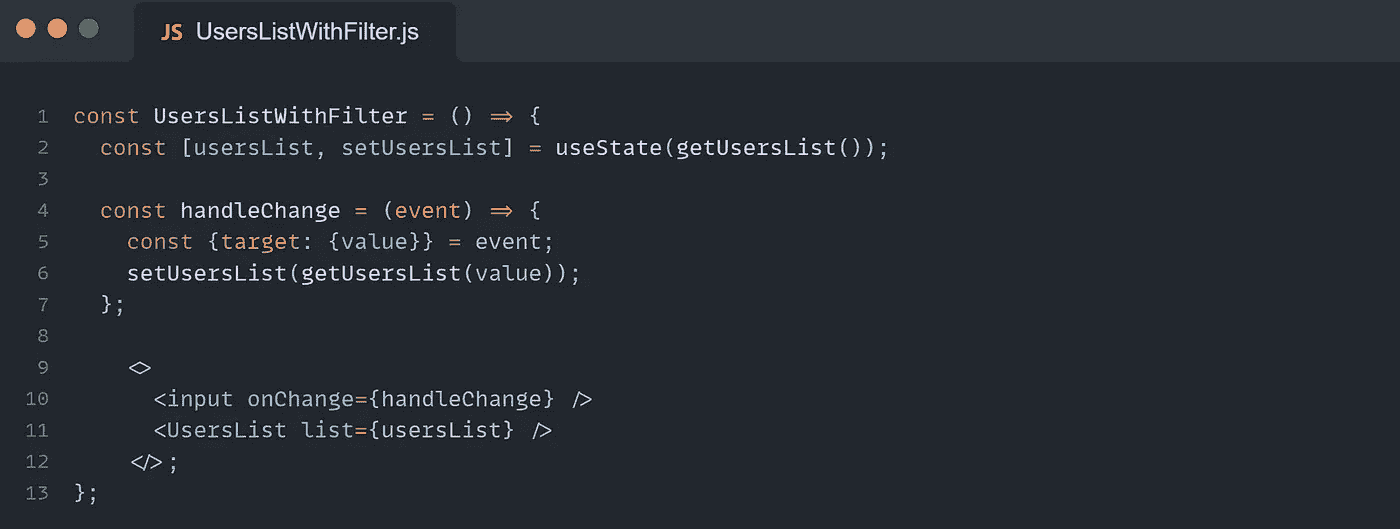 JS UsersListWithFilter.js
1 const UsersListWithFilter = () => {
2   const [usersList, setUsersList] = useState(getUsersList());
3
4   const handleChange = (event) => {
5     const {target: {value}} = event;
6     setUsersList(getUsersList(value));
7   };
8
9     <>
10       <input onChange={handleChange} />
11       <UsersList list={usersList} />
12     </>;
13 };